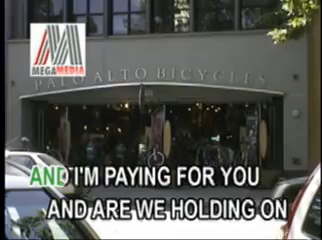 MEGAMEDIA
PALO ALTO BICYCLES
AND I'M PAYING FOR YOU
AND ARE WE HOLDING ON